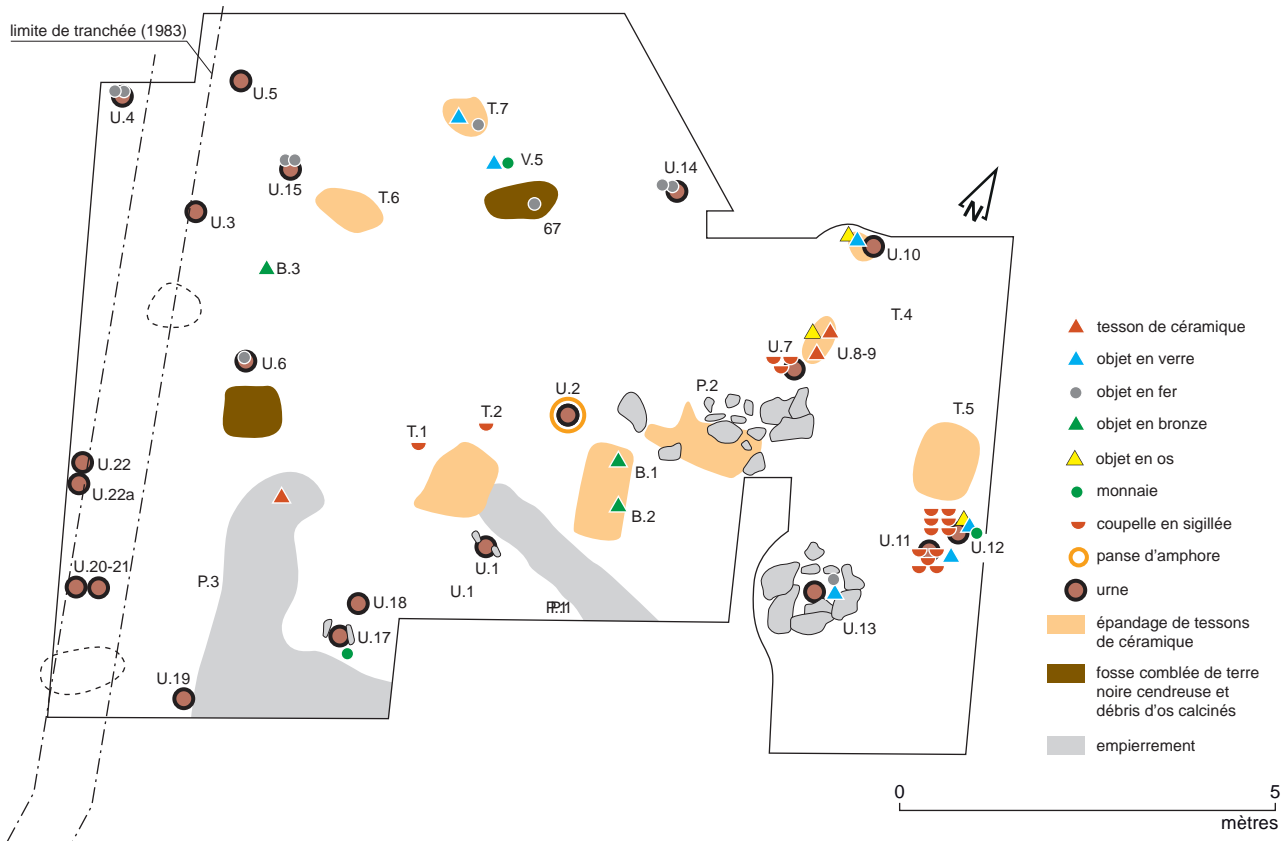 limite de tranchée (1983)
U.4
U.5
T.7
V.5
U.15
U.14
T.6
U.3
67
N
U.10
B.3
T.4
U.7
U.8-9
U.6
P.2
U.2
T.2
T.1
T.5
B.1
U.22
U.22a
B.2
U.11
U.12
U.1
P.3
U.20-21
U.1
U.18
P.1
U.13
U.17
U.19
tesson de céramique
objet en verre
objet en fer
objet en bronze
objet en os
monnaie
coupelle en sigillée
panse d'amphore
urne
épandage de tessons
de céramique
fosse comblée de terre
noire cendreuse et
débris d'os calcinés
empierrement
0 5
mètres